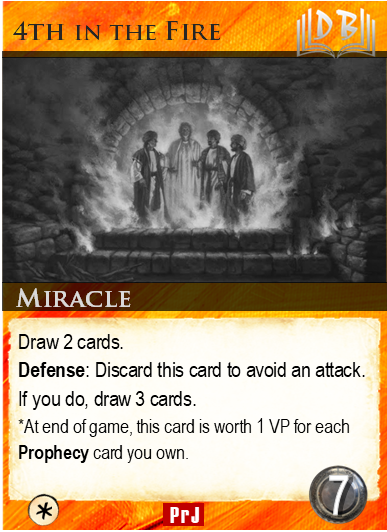 4th in the Fire
DB
Miracle
Draw 2 cards.
Defense: Discard this card to avoid an attack.
If you do, draw 3 cards.
*At end of game, this card is worth 1 VP for each
Prophecy card you own.
*
PrJ
7